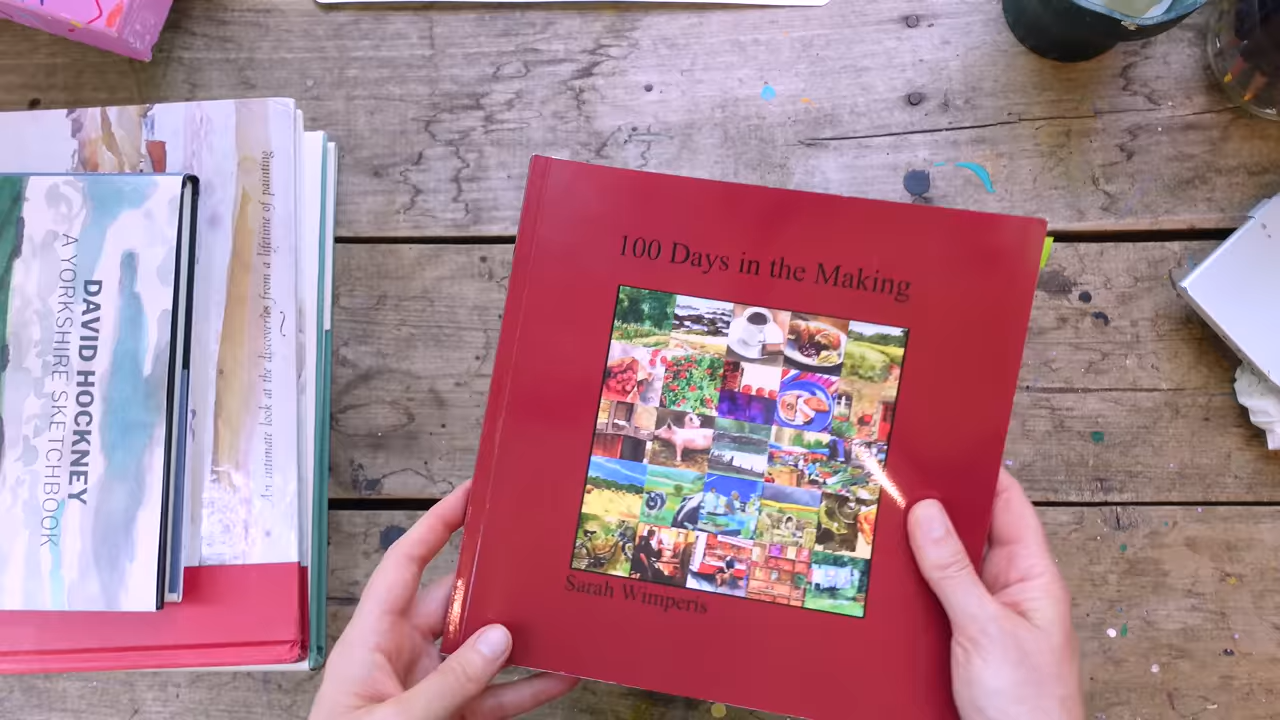 100 Days in the Making
Sarah Wimperis
DAVID HOCKNEY
A YORKSHIRE SKETCHBOOK
An intimate look at the discoveries from a lifetime of painting